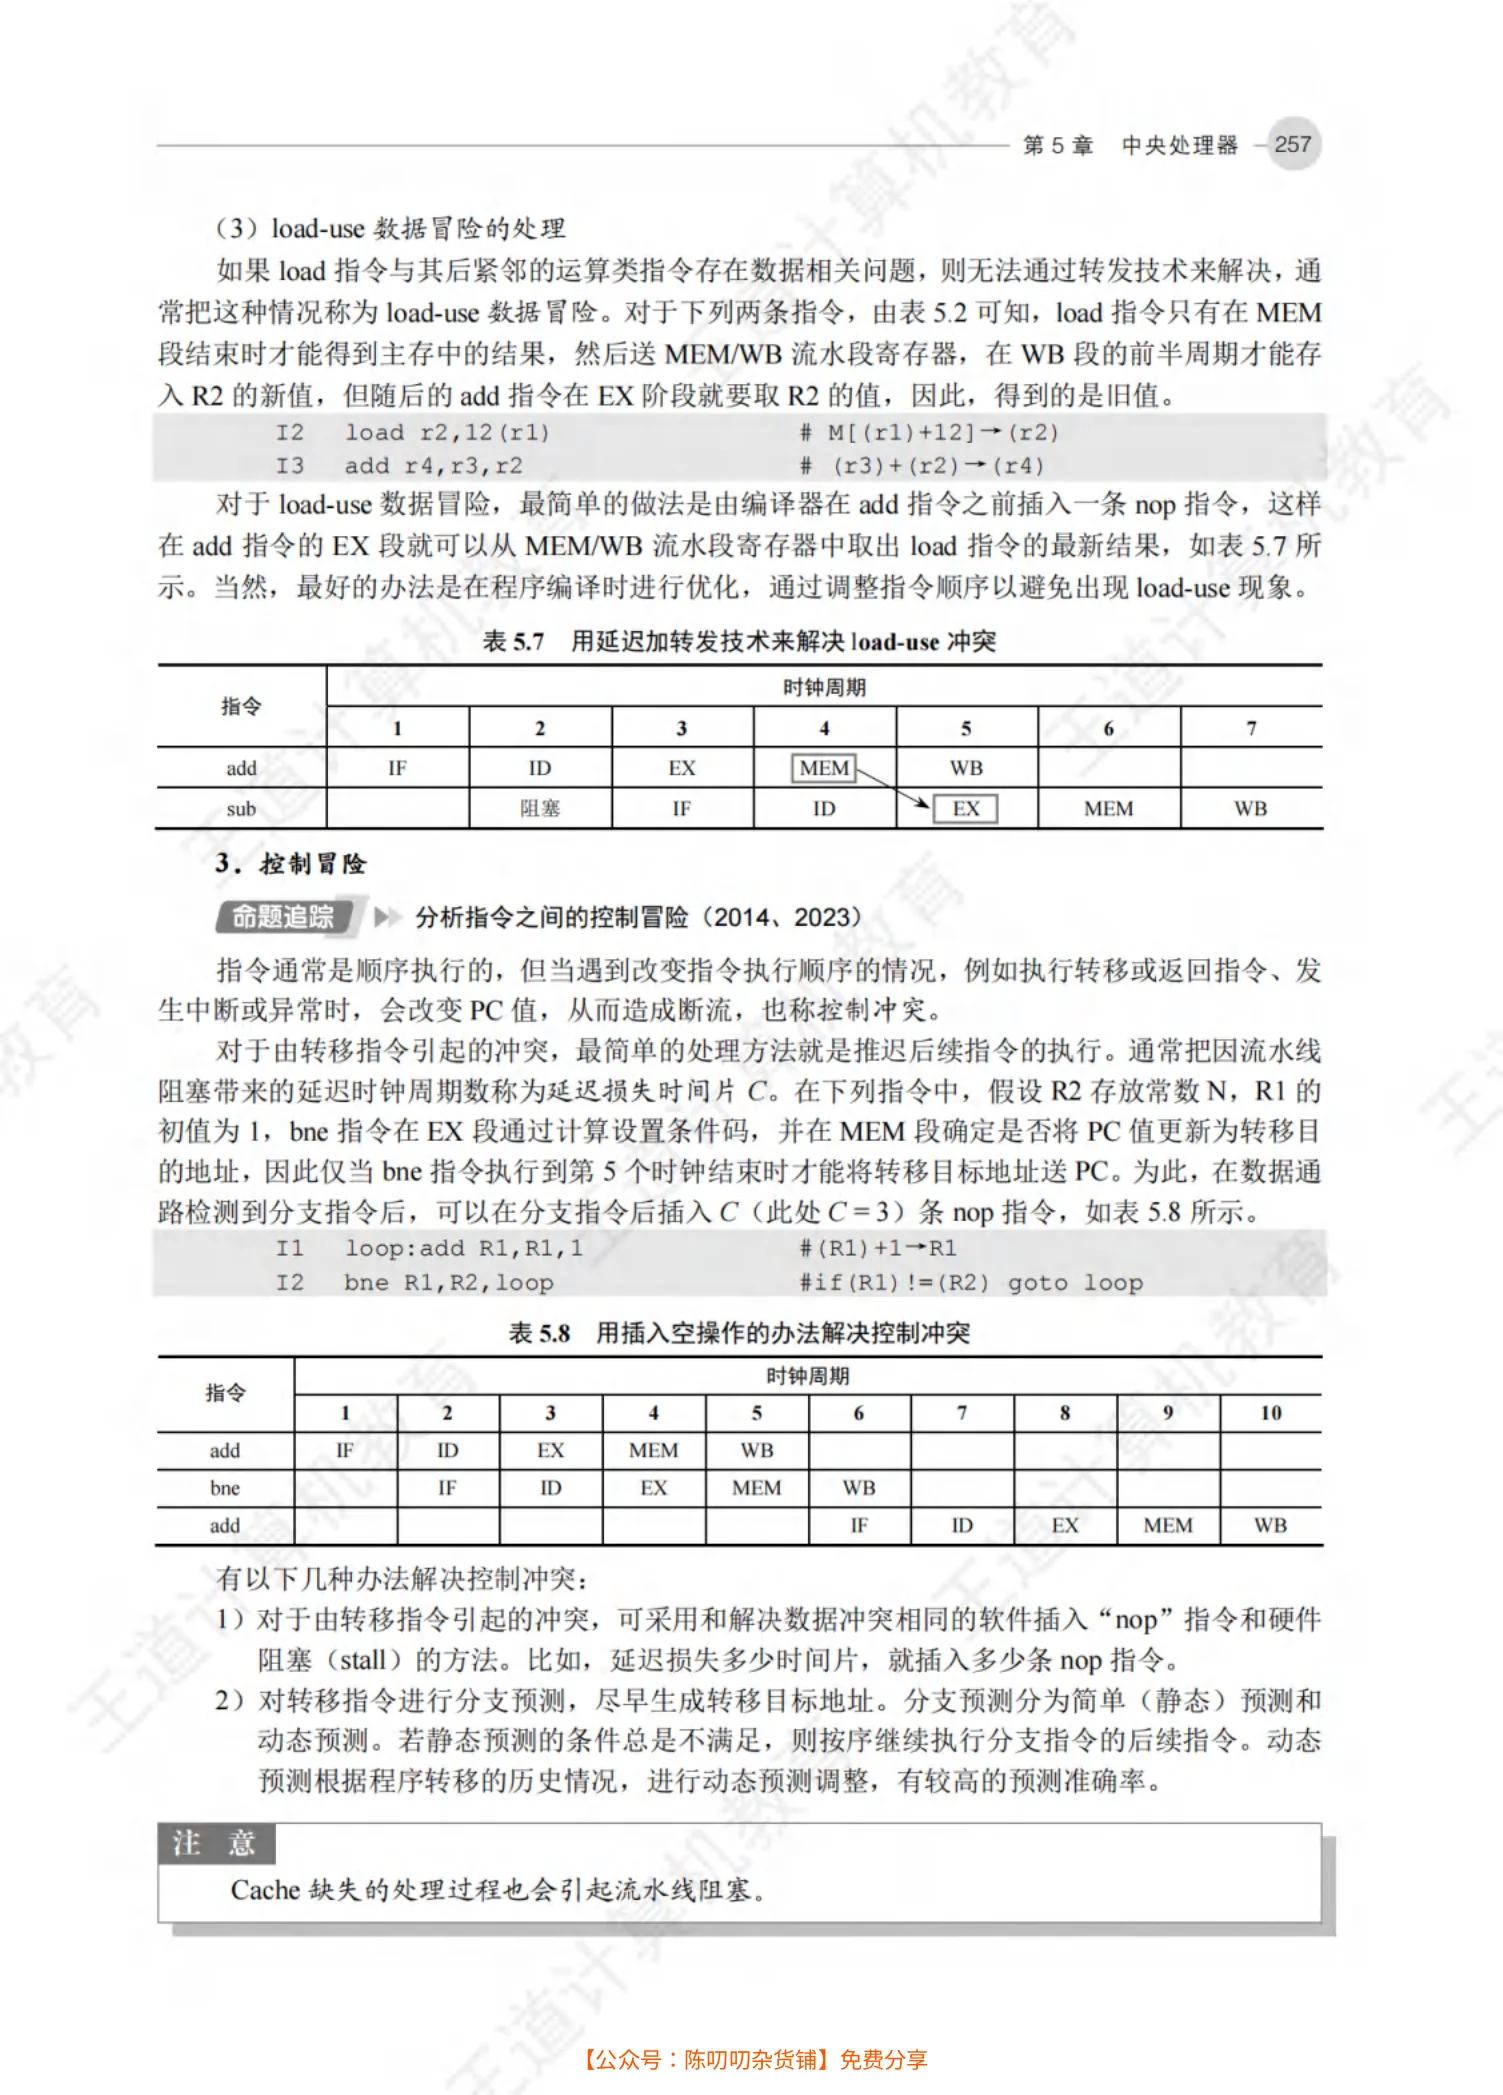 第 5 章　中央处理器　257
（3）load-use 数据冒险的处理
如果 load 指令与其后紧邻的运算类指令存在数据相关问题，则无法通过转发技术来解决，通
常把这种情况称为 load-use 数据冒险。对于下列两条指令，由表 5.2 可知，load 指令只有在 MEM
段结束时才能得到主存中的结果，然后送 MEM/WB 流水段寄存器，在 WB 段的前半周期才能存
入 R2 的新值，但随后的 add 指令在 EX 阶段就要取 R2 的值，因此，得到的是旧值。
I2 load r2,12(r1) # M[(r1)+12]→(r2)
I3 add r4,r3,r2 # (r3)+(r2)→(r4)
对于 load-use 数据冒险，最简单的做法是由编译器在 add 指令之前插入一条 nop 指令，这样
在 add 指令的 EX 段就可以从 MEM/WB 流水段寄存器中取出 load 指令的最新结果，如表 5.7 所
示。当然，最好的办法是在程序编译时进行优化，通过调整指令顺序以避免出现 load-use 现象。
表 5.7　用延迟加转发技术来解决 load-use 冲突
指令 时钟周期
1 2 3 4 5 6 7
add IF ID EX MEM WB
sub 阻塞 IF ID EX MEM WB
3．控制冒险
命题追踪 分析指令之间的控制冒险（2014、2023）
指令通常是顺序执行的，但当遇到改变指令执行顺序的情况，例如执行转移或返回指令、发
生中断或异常时，会改变 PC 值，从而造成断流，也称控制冲突。
对于由转移指令引起的冲突，最简单的处理方法就是推迟后续指令的执行。通常把因流水线
阻塞带来的延迟时钟周期数称为延迟损失时间片 C。在下列指令中，假设 R2 存放常数 N，R1 的
初值为 1，bne 指令在 EX 段通过计算设置条件码，并在 MEM 段确定是否将 PC 值更新为转移目
的地址，因此仅当 bne 指令执行到第 5 个时钟结束时才能将转移目标地址送 PC。为此，在数据通
路检测到分支指令后，可以在分支指令后插入 C（此处 C = 3）条 nop 指令，如表 5.8 所示。
I1 loop:add R1,R1,1 #(R1)+1→R1
I2 bne R1,R2,loop #if(R1)!=(R2) goto loop
表 5.8　用插入空操作的办法解决控制冲突
指令 时钟周期
1 2 3 4 5 6 7 8 9 10
add IF ID EX MEM WB
bne IF ID EX MEM WB
add IF ID EX MEM WB
有以下几种办法解决控制冲突：
1）对于由转移指令引起的冲突，可采用和解决数据冲突相同的软件插入“nop”指令和硬件
阻塞（stall）的方法。比如，延迟损失多少时间片，就插入多少条 nop 指令。
2）对转移指令进行分支预测，尽早生成转移目标地址。分支预测分为简单（静态）预测和
动态预测。若静态预测的条件总是不满足，则按序继续执行分支指令的后续指令。动态
预测根据程序转移的历史情况，进行动态预测调整，有较高的预测准确率。
注　意
Cache 缺失的处理过程也会引起流水线阻塞。
【公众号：陈叨叨杂货铺】免费分享
王道计算机教育